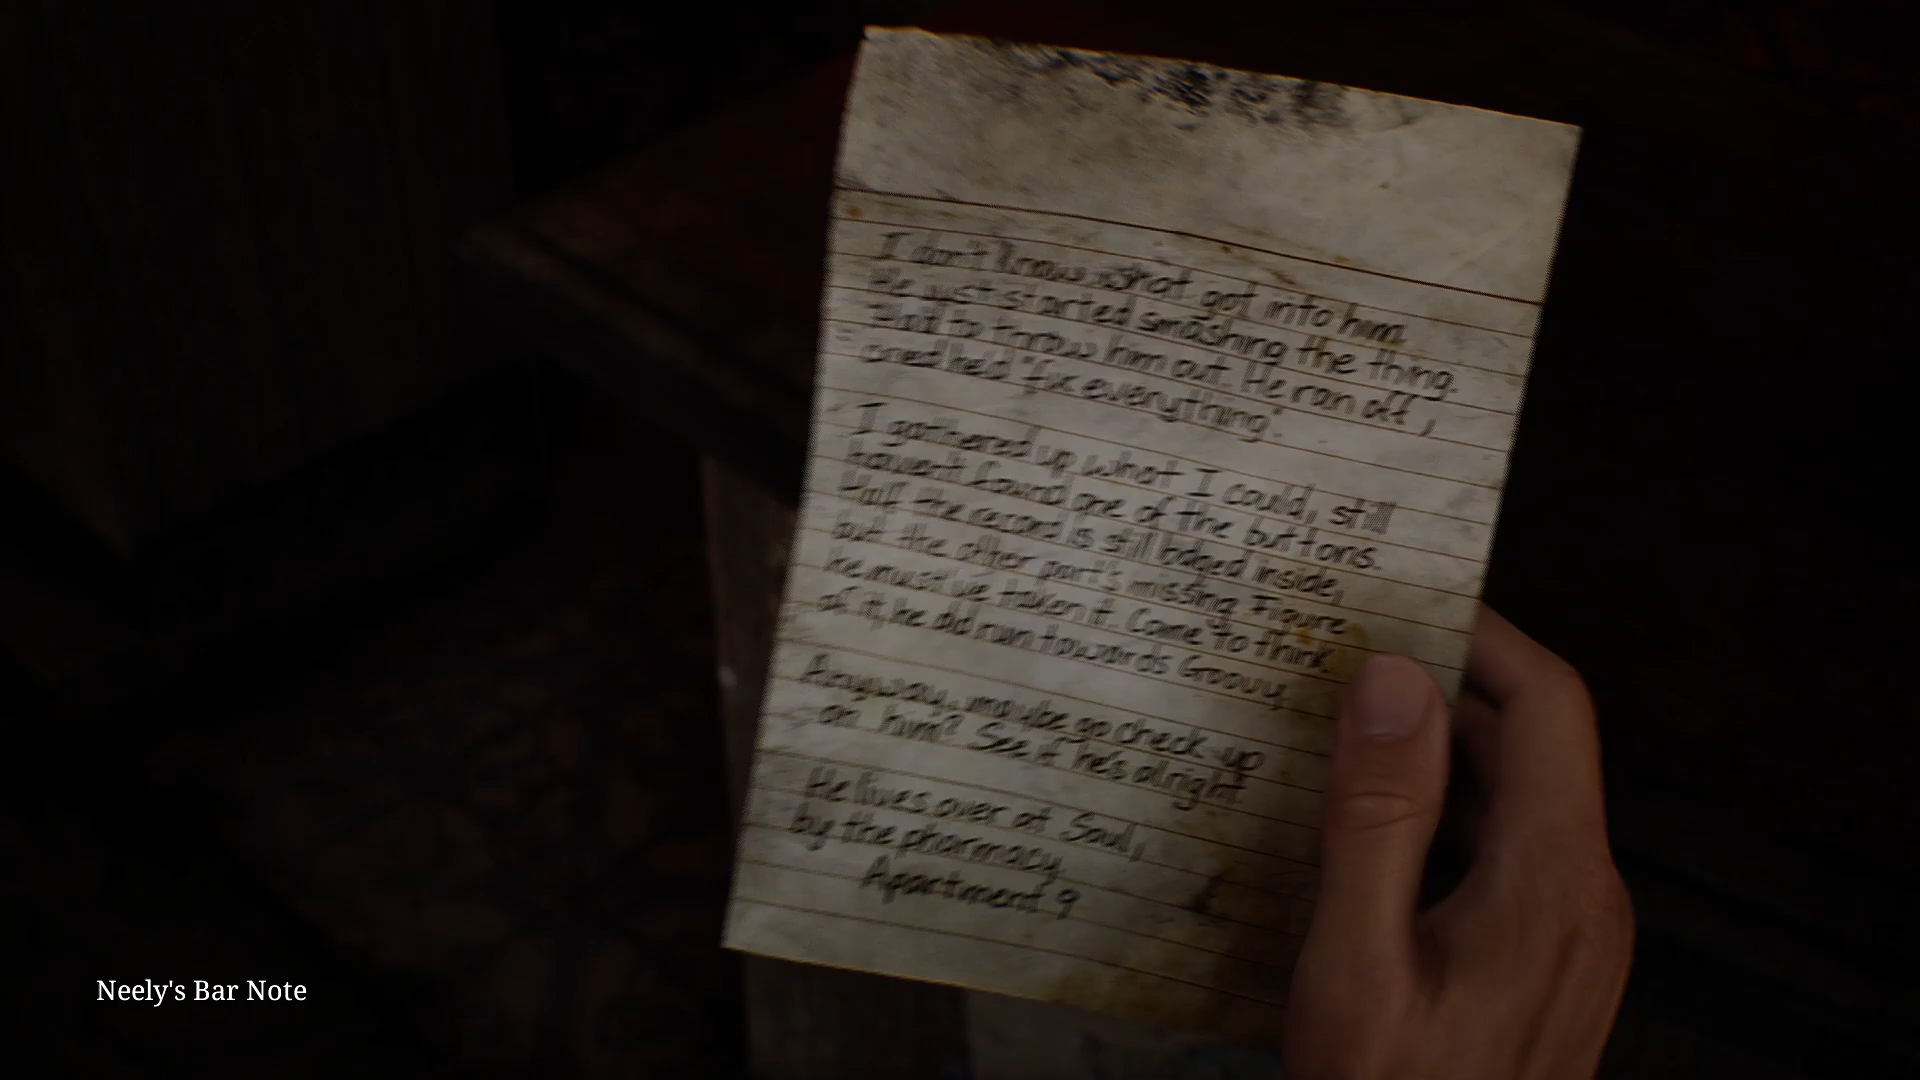 I don't know what got into him.
He just started smashing the thing.
Had to throw him out. He ran off,
cried he'd "fix everything".
I gathered up what I could, still
haven't found one of the buttons.
Half the record is still lodged inside,
but the other part's missing. Figure
he must've taken it. Come to think
of it, he did run towards Groovy.
Anyway, maybe go check up
on him? See if he's alright.
He lives over at Saul,
by the pharmacy.
Apartment 9
Neely's Bar Note